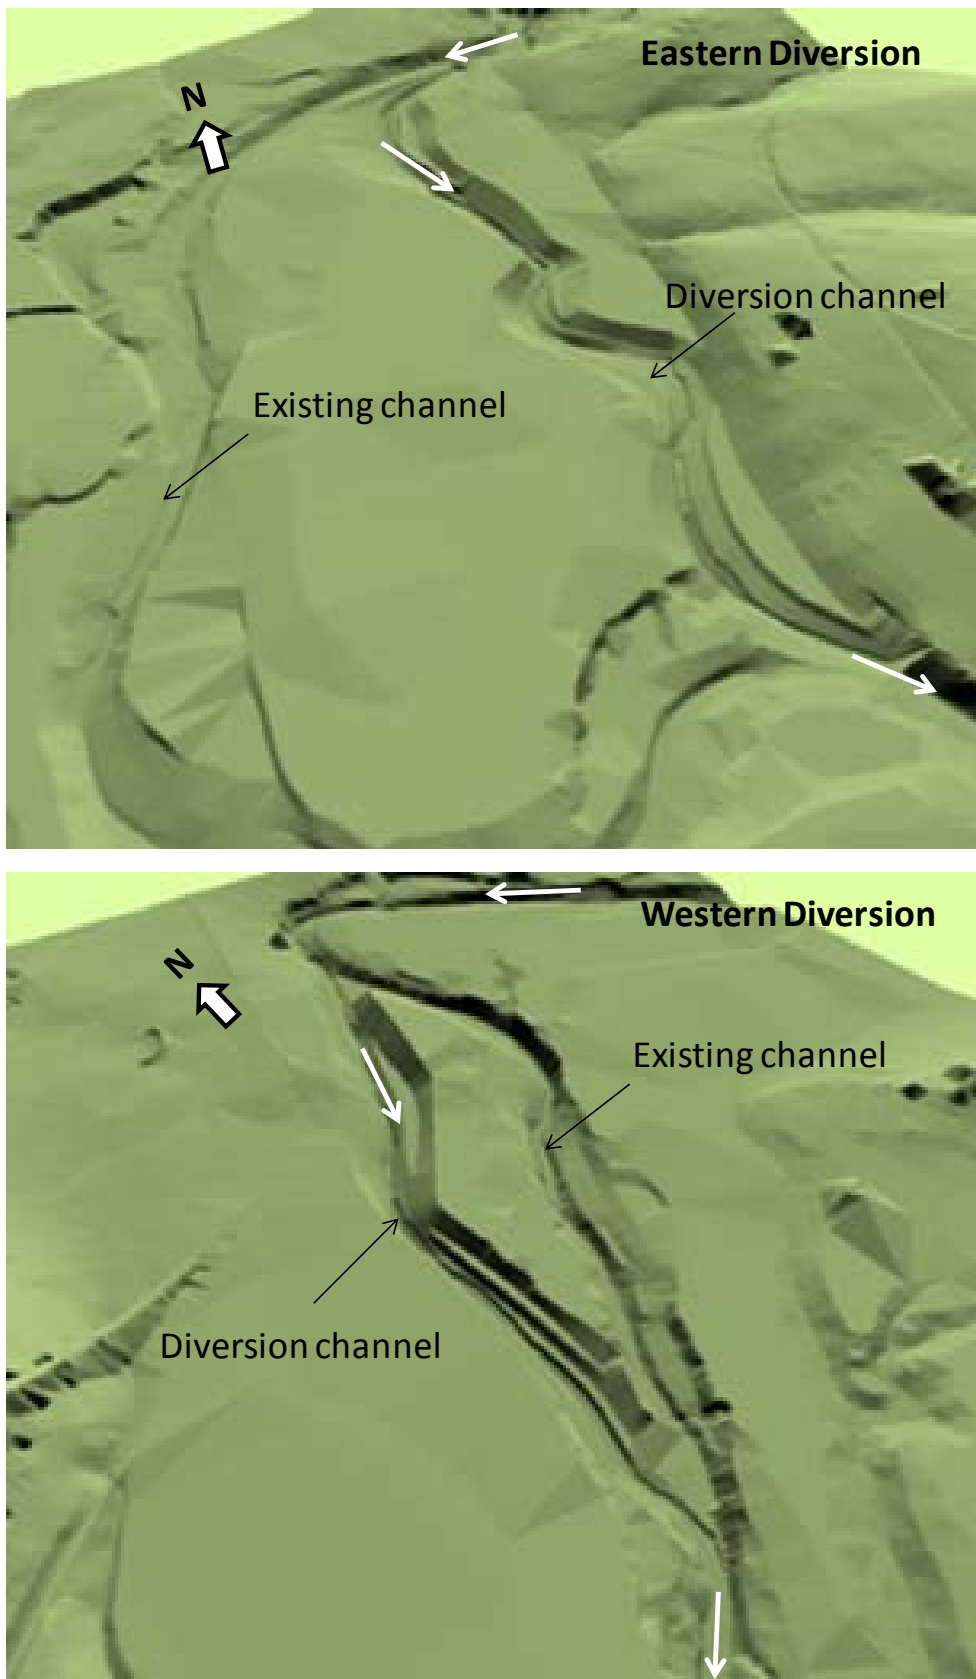 Eastern Diversion
N
Diversion channel
Existing channel
Western Diversion
N
Existing channel
Diversion channel